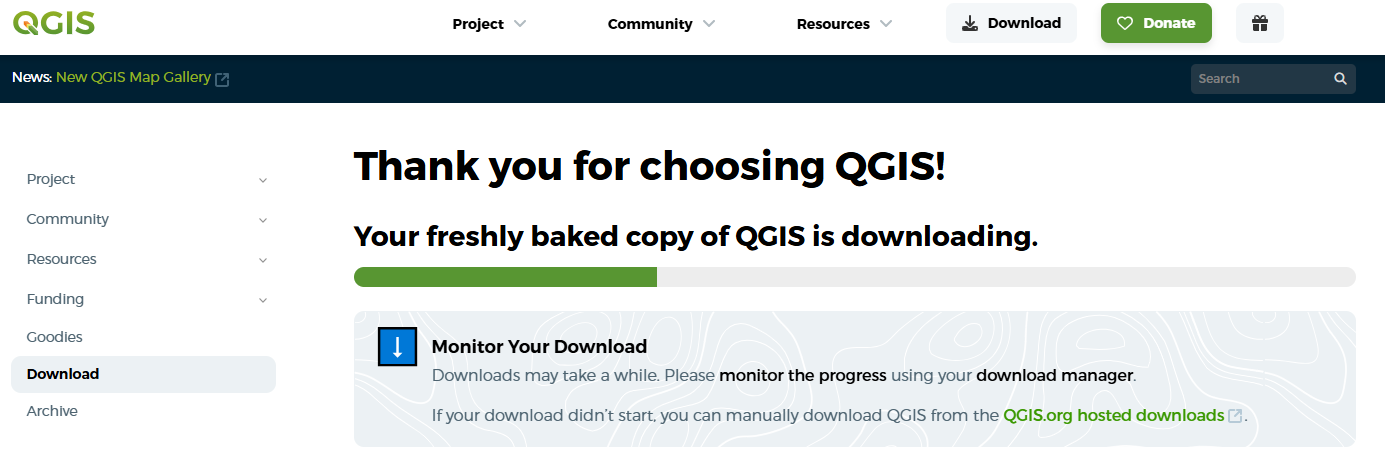 QGIS
Project
Community
Resources
Download
Donate
News: New QGIS Map Gallery
Search
Project
Community
Resources
Funding
Goodies
Download
Archive
Thank you for choosing QGIS!
Your freshly baked copy of QGIS is downloading.
Monitor Your Download
Downloads may take a while. Please monitor the progress using your download manager.
If your download didn’t start, you can manually download QGIS from the QGIS.org hosted downloads.